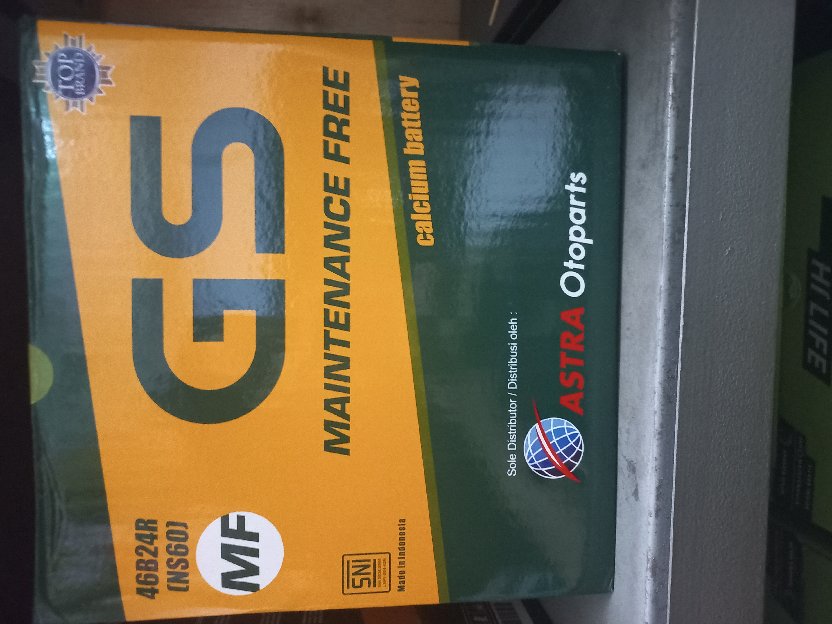 TOP
BRAND
GS
MAINTENANCE FREE
calcium battery
46B24R
(NS60)
MF
SNI
Made in Indonesia
Sole Distributor / Distribusi oleh :
ASTRA Otoparts
HI LIFE